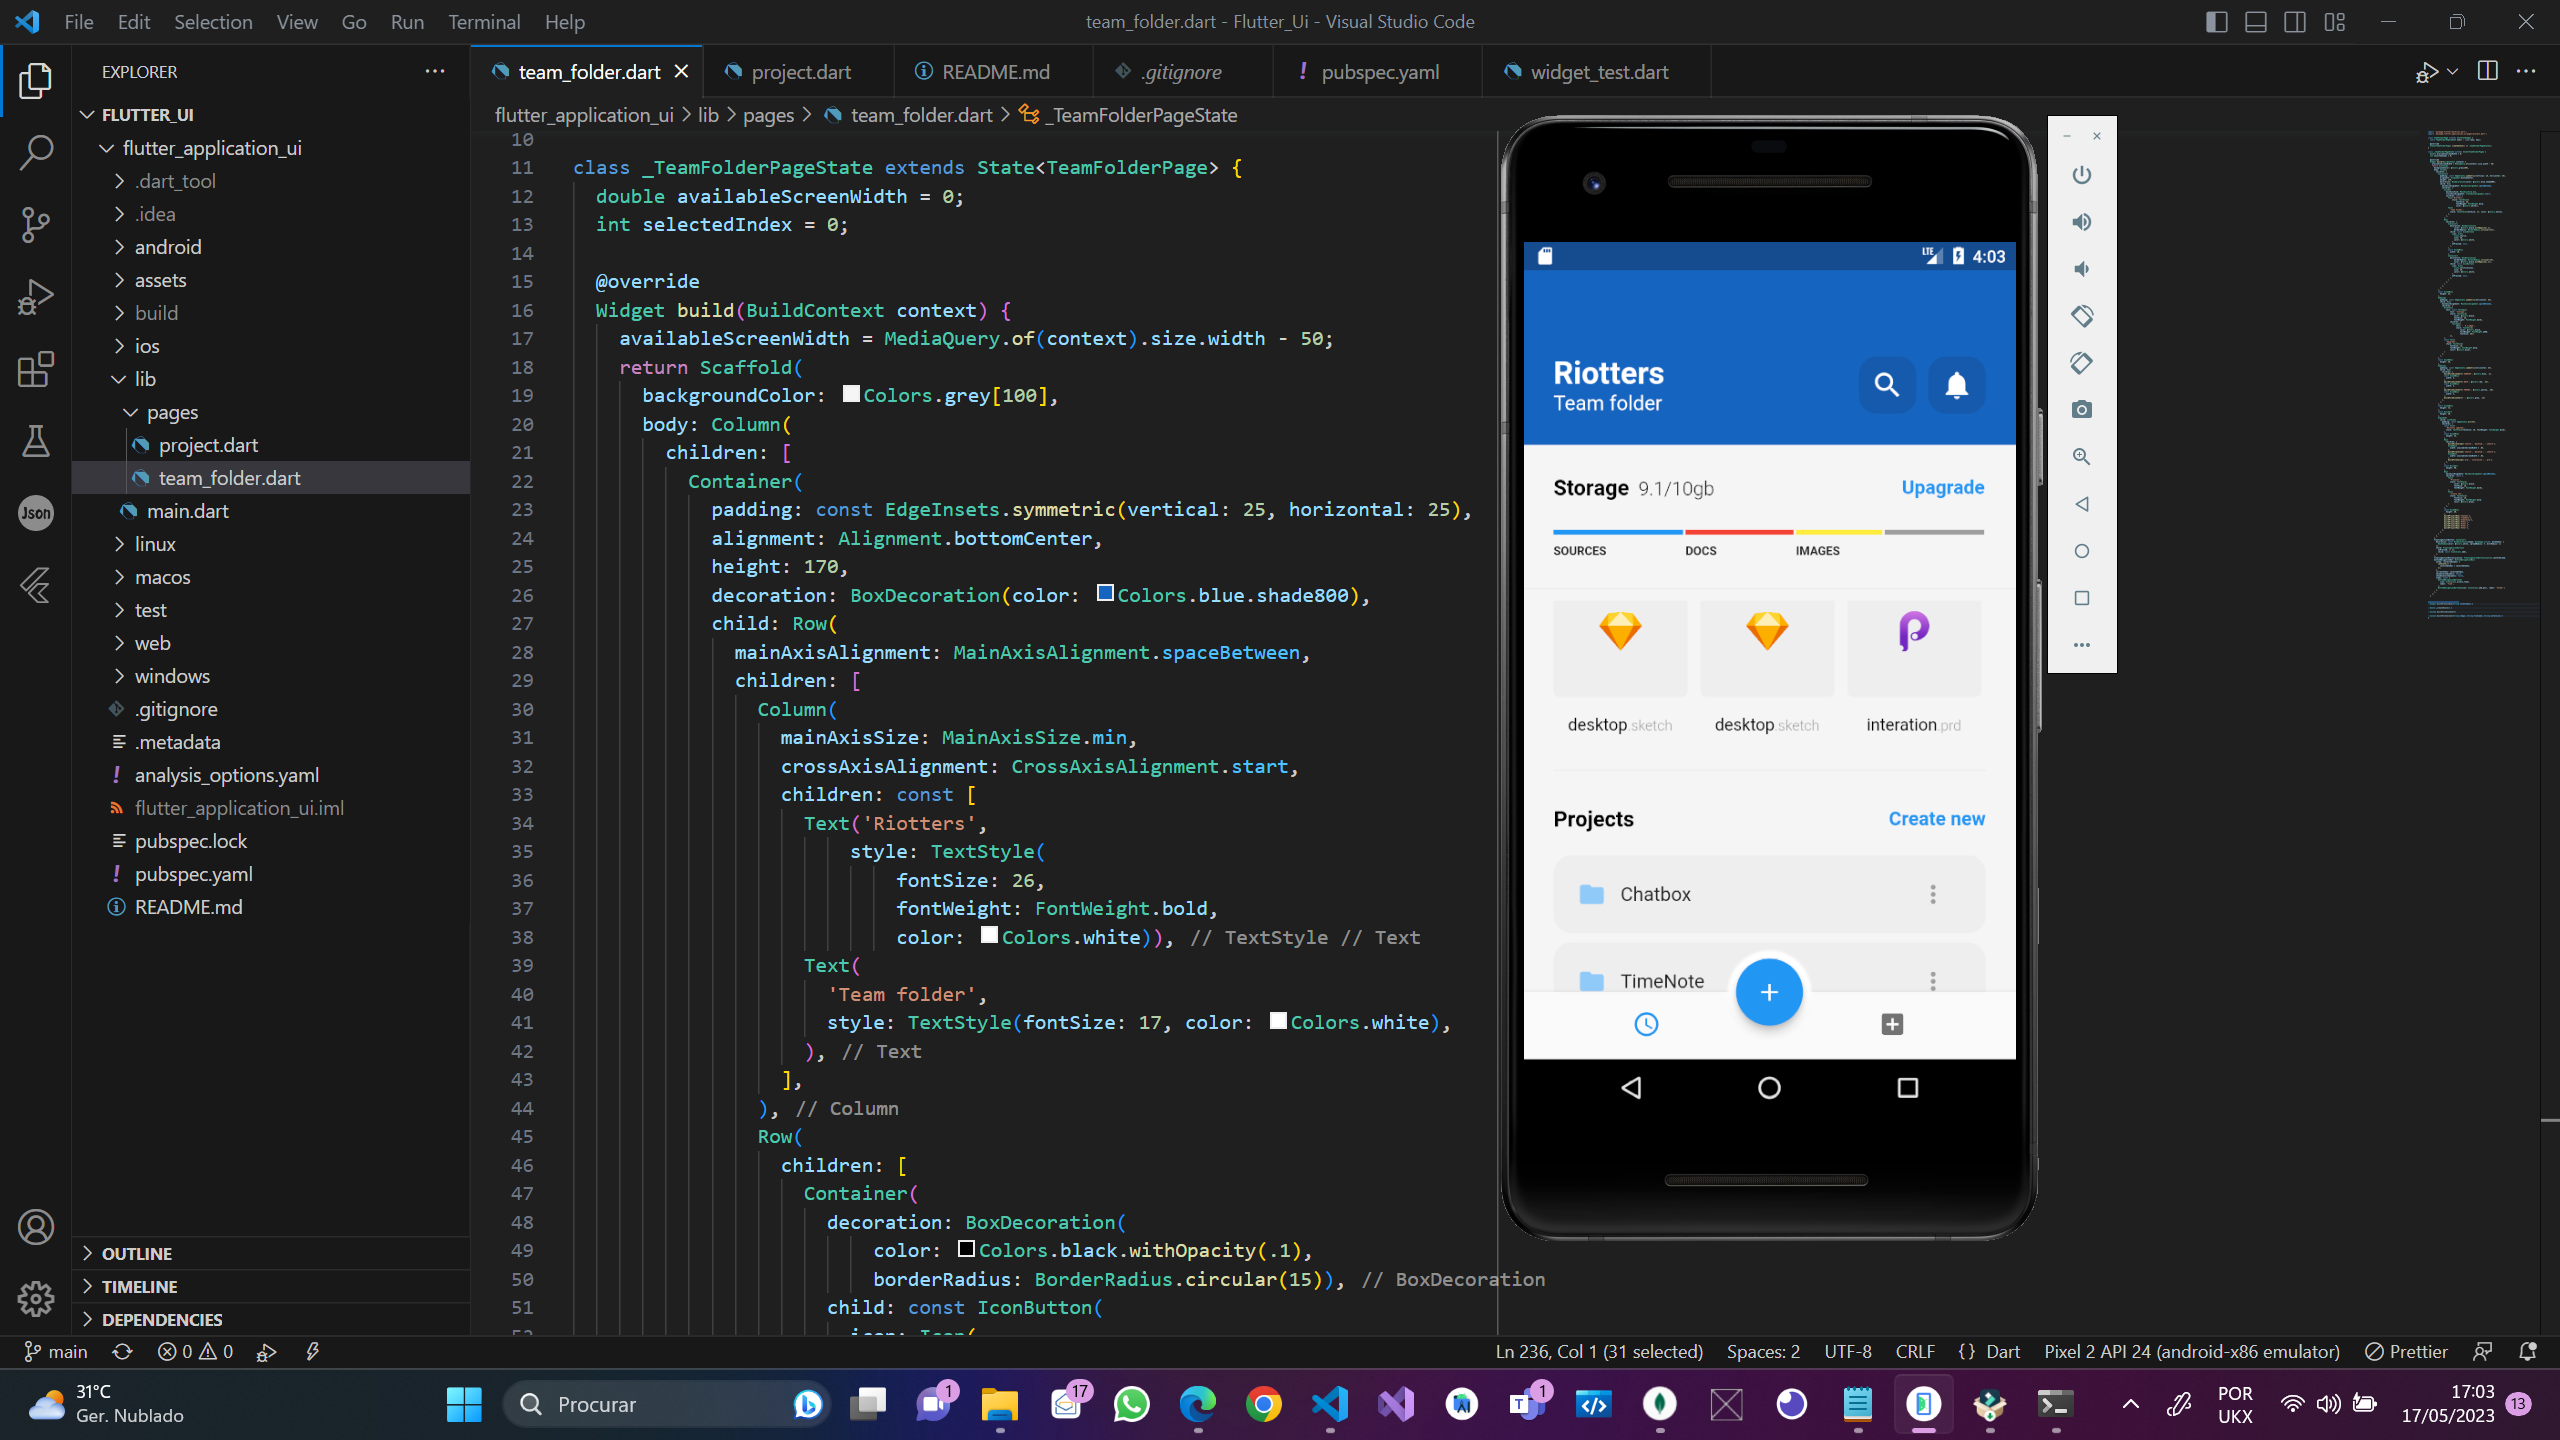 File Edit Selection View Go Run Terminal Help
team_folder.dart - Flutter_Ui - Visual Studio Code
EXPLORER
FLUTTER_UI
flutter_application_ui
.dart_tool
.idea
android
assets
build
ios
lib
pages
project.dart
team_folder.dart
main.dart
linux
macos
test
web
windows
.gitignore
.metadata
analysis_options.yaml
flutter_application_ui.iml
pubspec.lock
pubspec.yaml
README.md
OUTLINE
TIMELINE
DEPENDENCIES
Json
team_folder.dart project.dart README.md .gitignore pubspec.yaml widget_test.dart
flutter_application_ui > lib > pages > team_folder.dart > _TeamFolderPageState
10
11 class _TeamFolderPageState extends State<TeamFolderPage> {
12 double availableScreenWidth = 0;
13 int selectedIndex = 0;
14
15 @override
16 Widget build(BuildContext context) {
17 availableScreenWidth = MediaQuery.of(context).size.width - 50;
18 return Scaffold(
19 backgroundColor: Colors.grey[100],
20 body: Column(
21 children: [
22 Container(
23 padding: const EdgeInsets.symmetric(vertical: 25, horizontal: 25),
24 alignment: Alignment.bottomCenter,
25 height: 170,
26 decoration: BoxDecoration(color: Colors.blue.shade800),
27 child: Row(
28 mainAxisAlignment: MainAxisAlignment.spaceBetween,
29 children: [
30 Column(
31 mainAxisSize: MainAxisSize.min,
32 crossAxisAlignment: CrossAxisAlignment.start,
33 children: const [
34 Text('Riotters',
35 style: TextStyle(
36 fontSize: 26,
37 fontWeight: FontWeight.bold,
38 color: Colors.white)), // TextStyle // Text
39 Text(
40 'Team folder',
41 style: TextStyle(fontSize: 17, color: Colors.white),
42 ), // Text
43 ],
44 ), // Column
45 Row(
46 children: [
47 Container(
48 decoration: BoxDecoration(
49 color: Colors.black.withOpacity(.1),
50 borderRadius: BorderRadius.circular(15)), // BoxDecoration
51 child: const IconButton(
LTE 4:03
Riotters
Team folder
Storage 9.1/10gb Upagrade
SOURCES DOCS IMAGES
desktop.sketch desktop.sketch interation.prd
Projects Create new
Chatbox
TimeNote
main 0 0
Ln 236, Col 1 (31 selected) Spaces: 2 UTF-8 CRLF {} Dart Pixel 2 API 24 (android-x86 emulator) Prettier
31°C
Ger. Nublado
Procurar
1
17
1
POR
UKX
17:03
17/05/2023
13